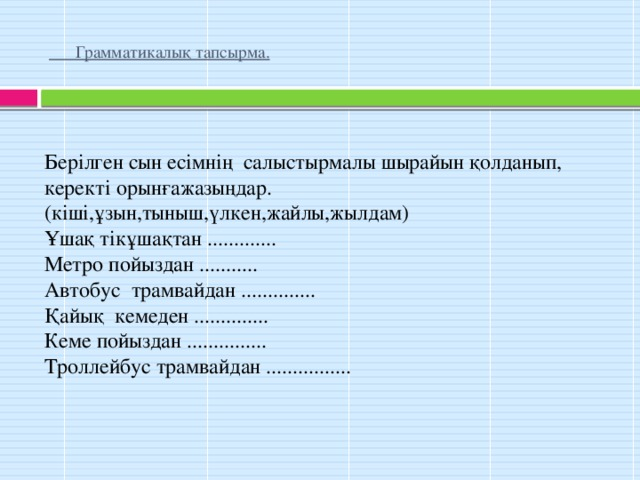 Грамматикалық тапсырма.
Берілген сын есімнің салыстырмалы шырайын қолданып,
керекті орынғажазыңдар.
(кіші,ұзын,тыныш,үлкен,жайлы,жылдам)
Ұшақ тікұшақтан .............
Метро пойыздан ...........
Автобус трамвайдан ..............
Қайық кемеден ..............
Кеме пойыздан ...............
Троллейбус трамвайдан ................